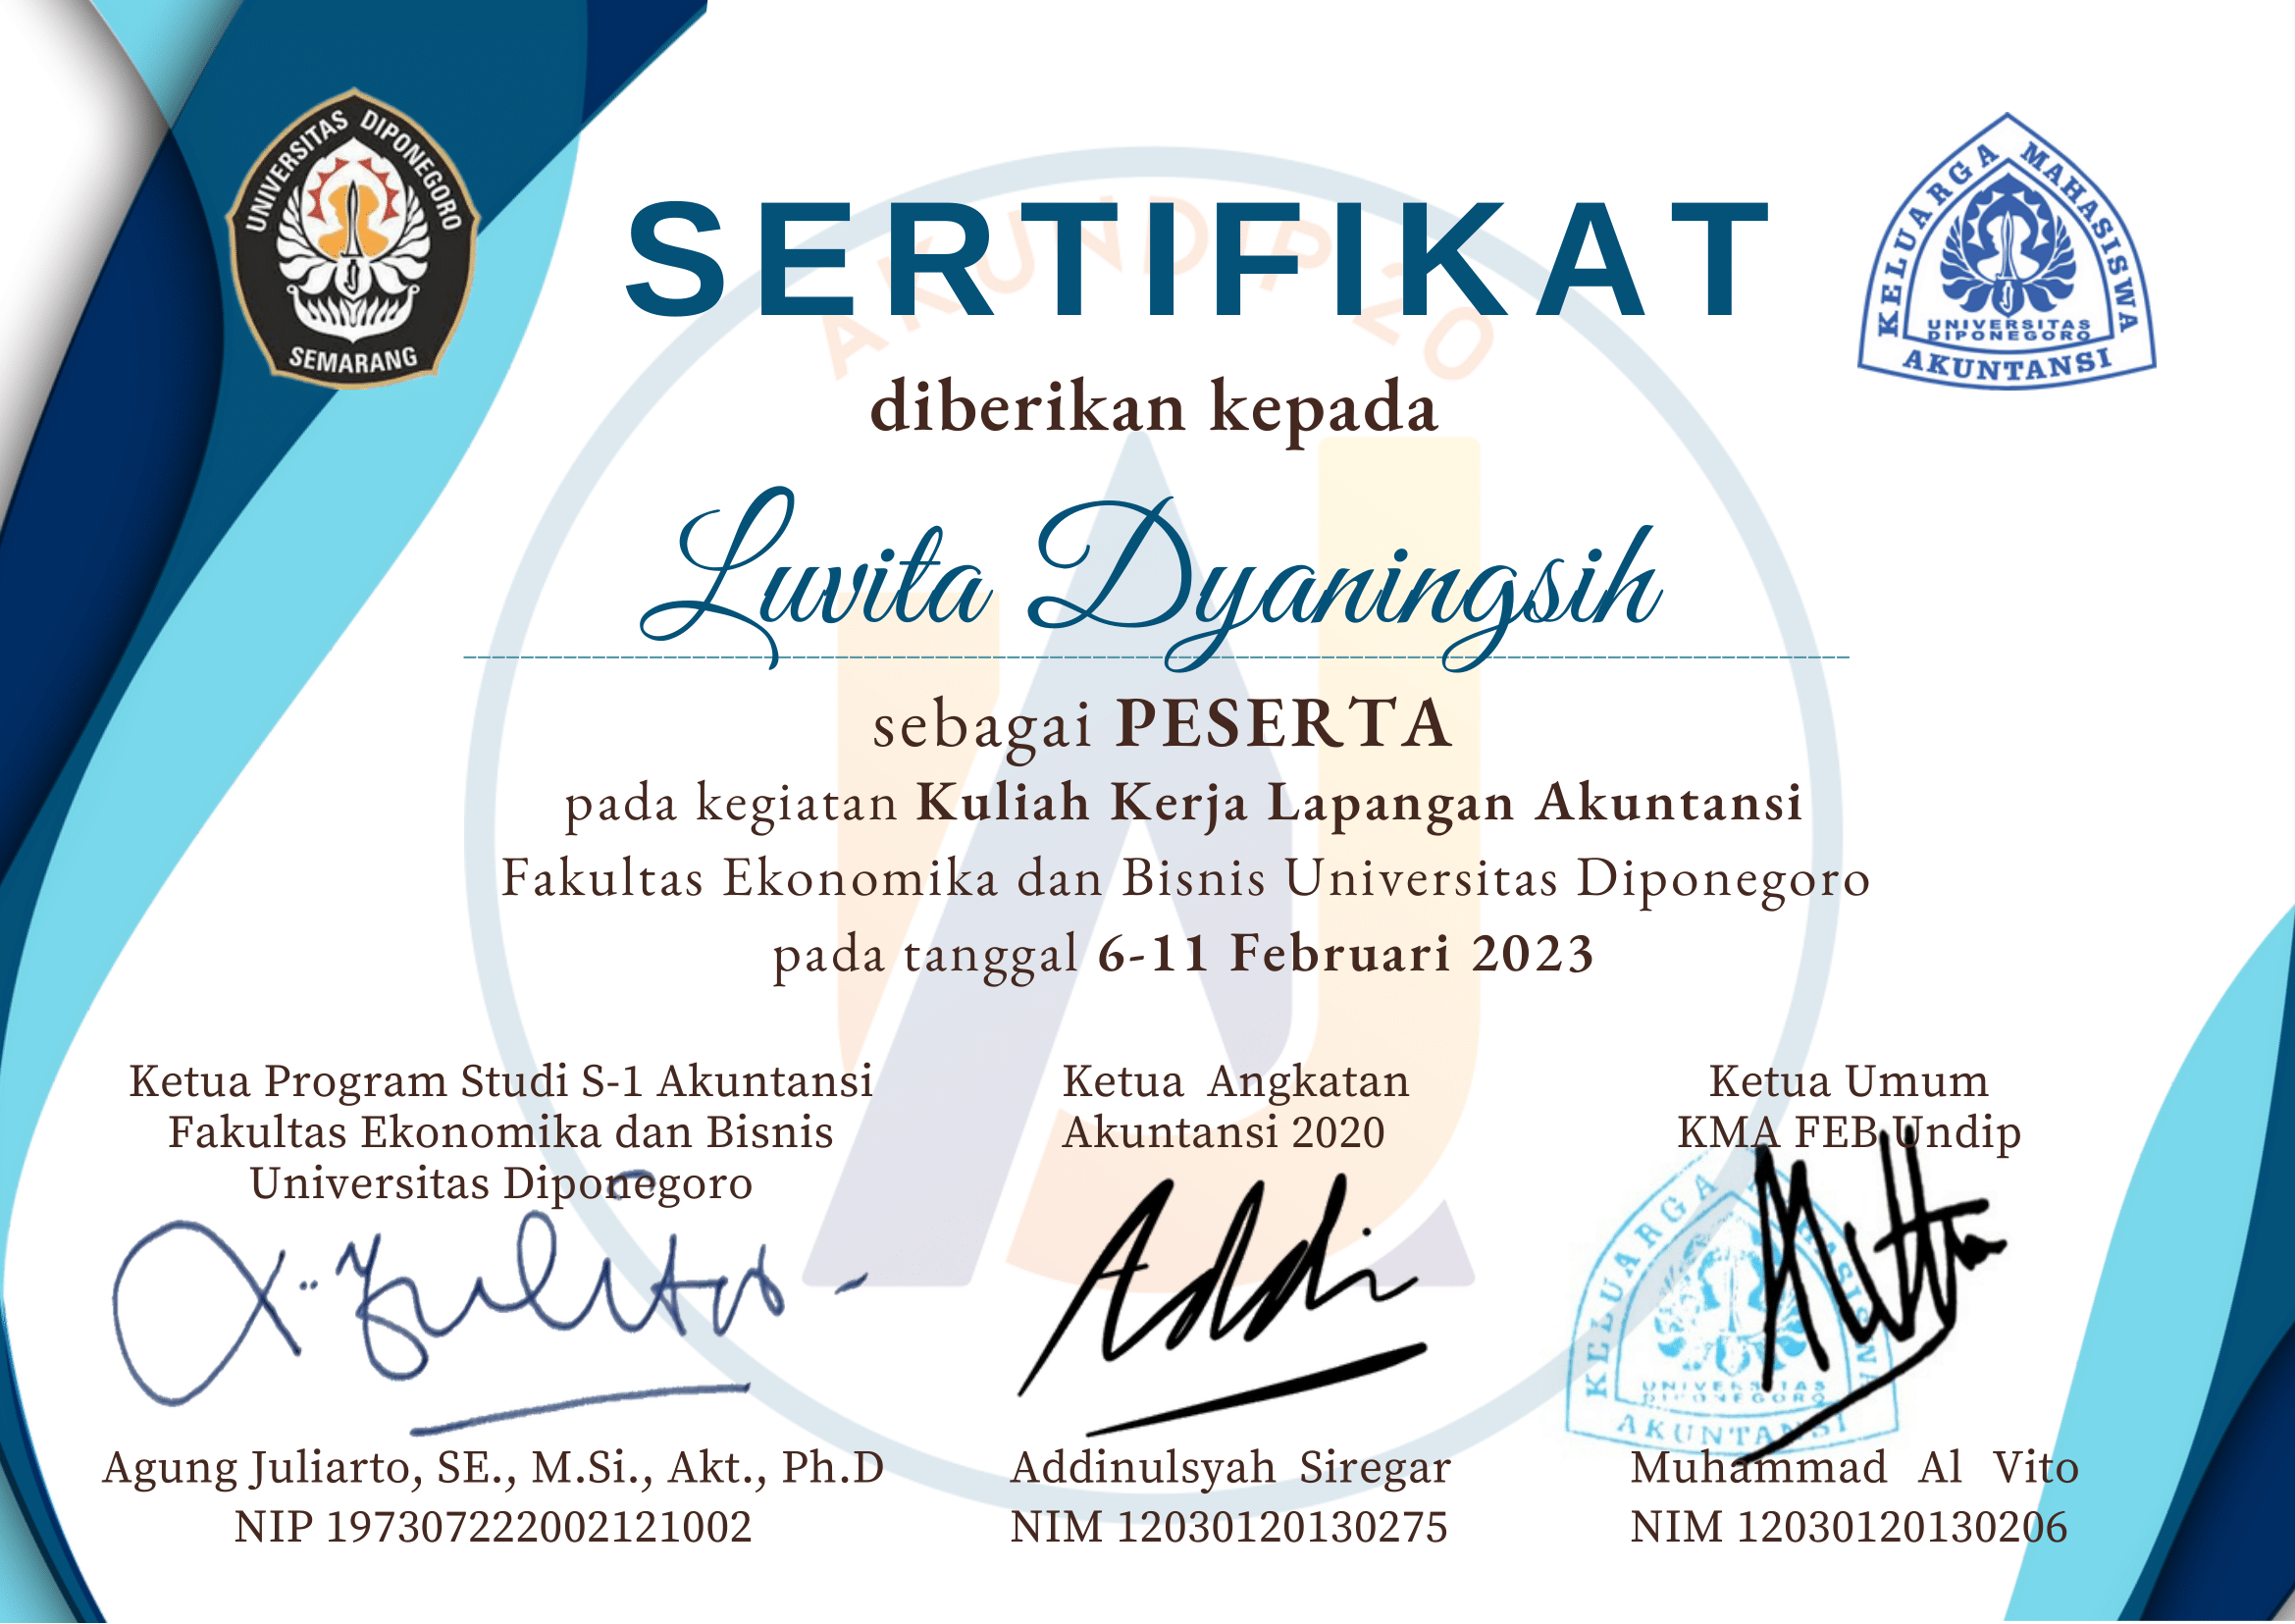 UNIVERSITAS DIPONEGORO
SEMARANG
KELUARGA MAHASISWA
UNIVERSITAS
DIPONEGORO
AKUNTANSI
AKUNDIP 20
SERTIFIKAT
diberikan kepada
Luvita Dyaningsih
sebagai PESERTA
pada kegiatan Kuliah Kerja Lapangan Akuntansi
Fakultas Ekonomika dan Bisnis Universitas Diponegoro
pada tanggal 6-11 Februari 2023
Ketua Program Studi S-1 Akuntansi
Fakultas Ekonomika dan Bisnis
Universitas Diponegoro
Agung Juliarto, SE., M.Si., Akt., Ph.D
NIP 197307222002121002
Ketua Angkatan
Akuntansi 2020
Addi
Addinulsyah Siregar
NIM 12030120130275
Ketua Umum
KMA FEB Undip
KELUARGA MAHASISWA
UNIVERSITAS
DIPONEGORO
AKUNTANSI
Muhammad Al Vito
NIM 12030120130206